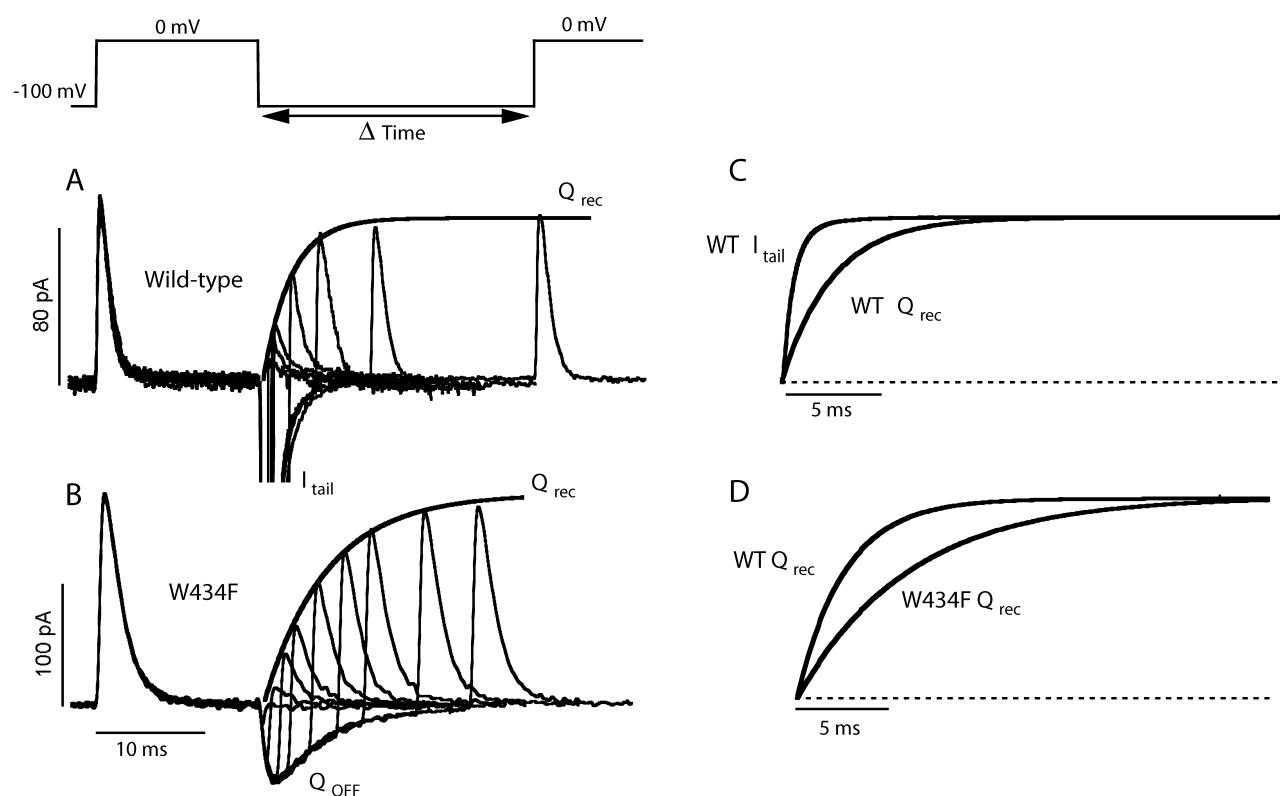 0 mV
0 mV
-100 mV
Δ Time
A
Q rec
Wild-type
80 pA
I tail
B
Q rec
W434F
100 pA
10 ms
Q OFF
C
WT I tail
WT Q rec
5 ms
D
WT Q rec
W434F Q rec
5 ms